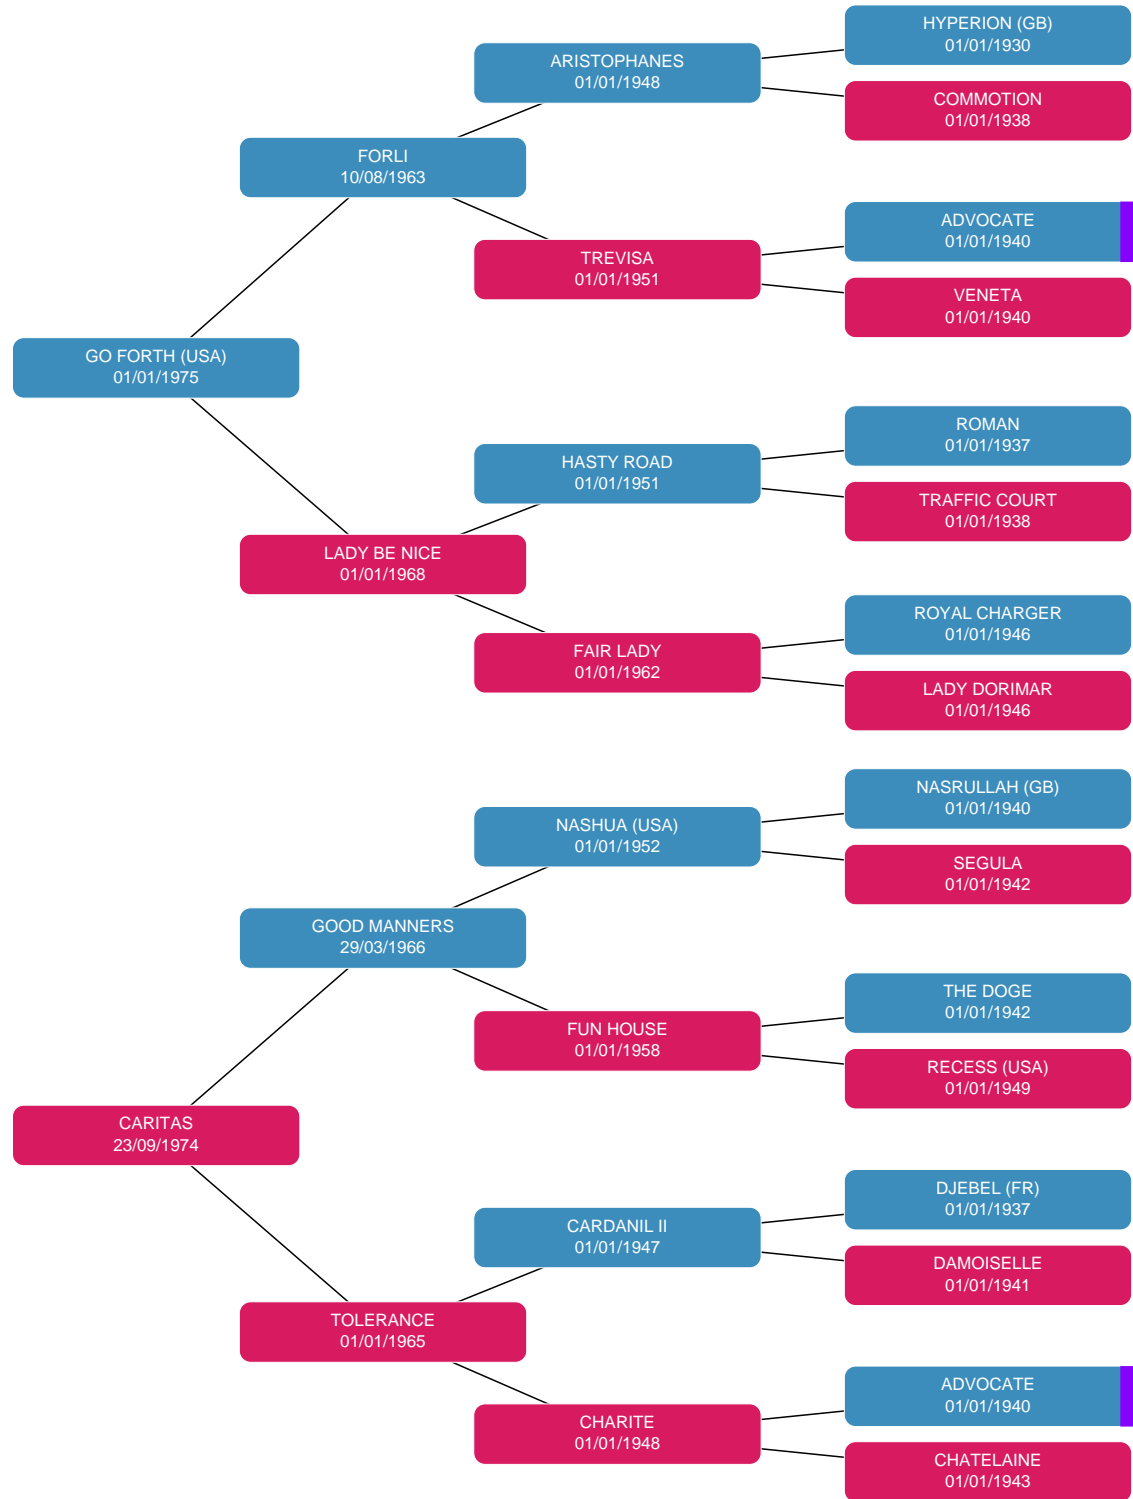 HYPERION (GB)
01/01/1930
ARISTOPHANES
01/01/1948
COMMOTION
01/01/1938
FORLI
10/08/1963
ADVOCATE
01/01/1940
TREVISA
01/01/1951
VENETA
01/01/1940
GO FORTH (USA)
01/01/1975
ROMAN
01/01/1937
HASTY ROAD
01/01/1951
TRAFFIC COURT
01/01/1938
LADY BE NICE
01/01/1968
ROYAL CHARGER
01/01/1946
FAIR LADY
01/01/1962
LADY DORIMAR
01/01/1946
NASRULLAH (GB)
01/01/1940
NASHUA (USA)
01/01/1952
SEGULA
01/01/1942
GOOD MANNERS
29/03/1966
THE DOGE
01/01/1942
FUN HOUSE
01/01/1958
RECESS (USA)
01/01/1949
CARITAS
23/09/1974
DJEBEL (FR)
01/01/1937
CARDANIL II
01/01/1947
DAMOISELLE
01/01/1941
TOLERANCE
01/01/1965
ADVOCATE
01/01/1940
CHARITE
01/01/1948
CHATELAINE
01/01/1943